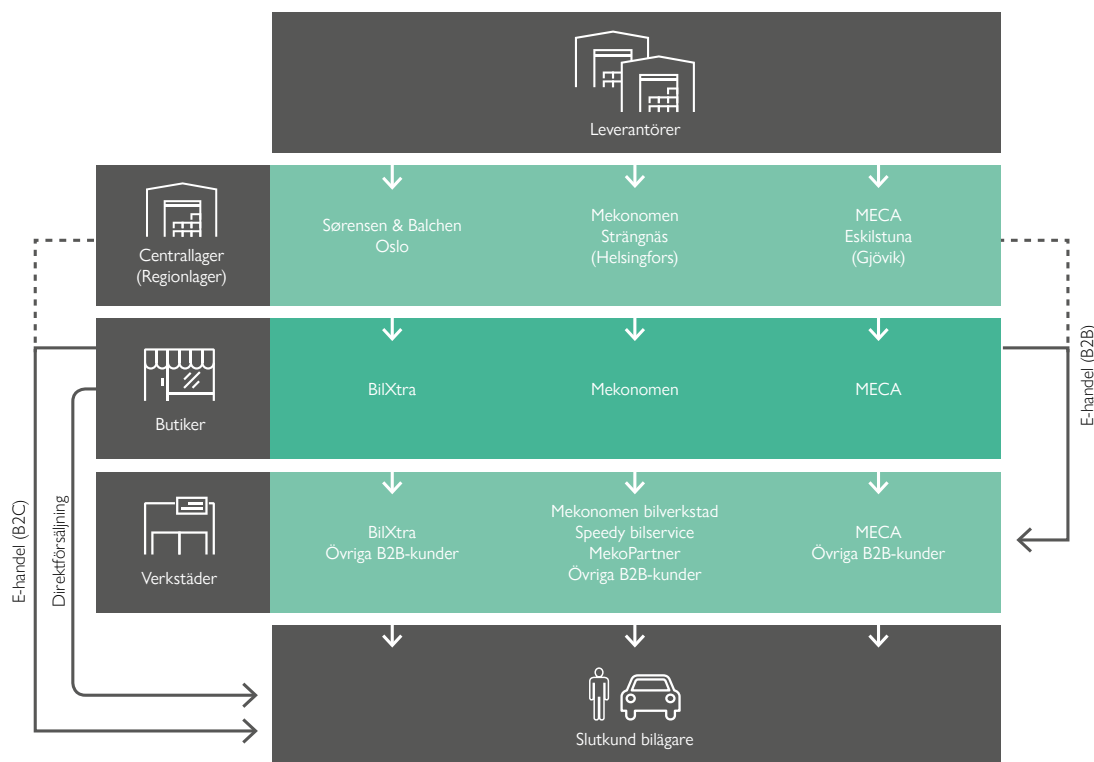 Leverantörer
Centrallager
(Regionlager)
Sørensen & Balchen
Oslo
Mekonomen
Strängnäs
(Helsingfors)
MECA
Eskilstuna
(Gjövik)
Butiker
BilXtra
Mekonomen
MECA
Verkstäder
BilXtra
Övriga B2B-kunder
Mekonomen bilverkstad
Speedy bilservice
MekoPartner
Övriga B2B-kunder
MECA
Övriga B2B-kunder
Slutkund bilägare
E-handel (B2C)
Direktförsäljning
E-handel (B2B)